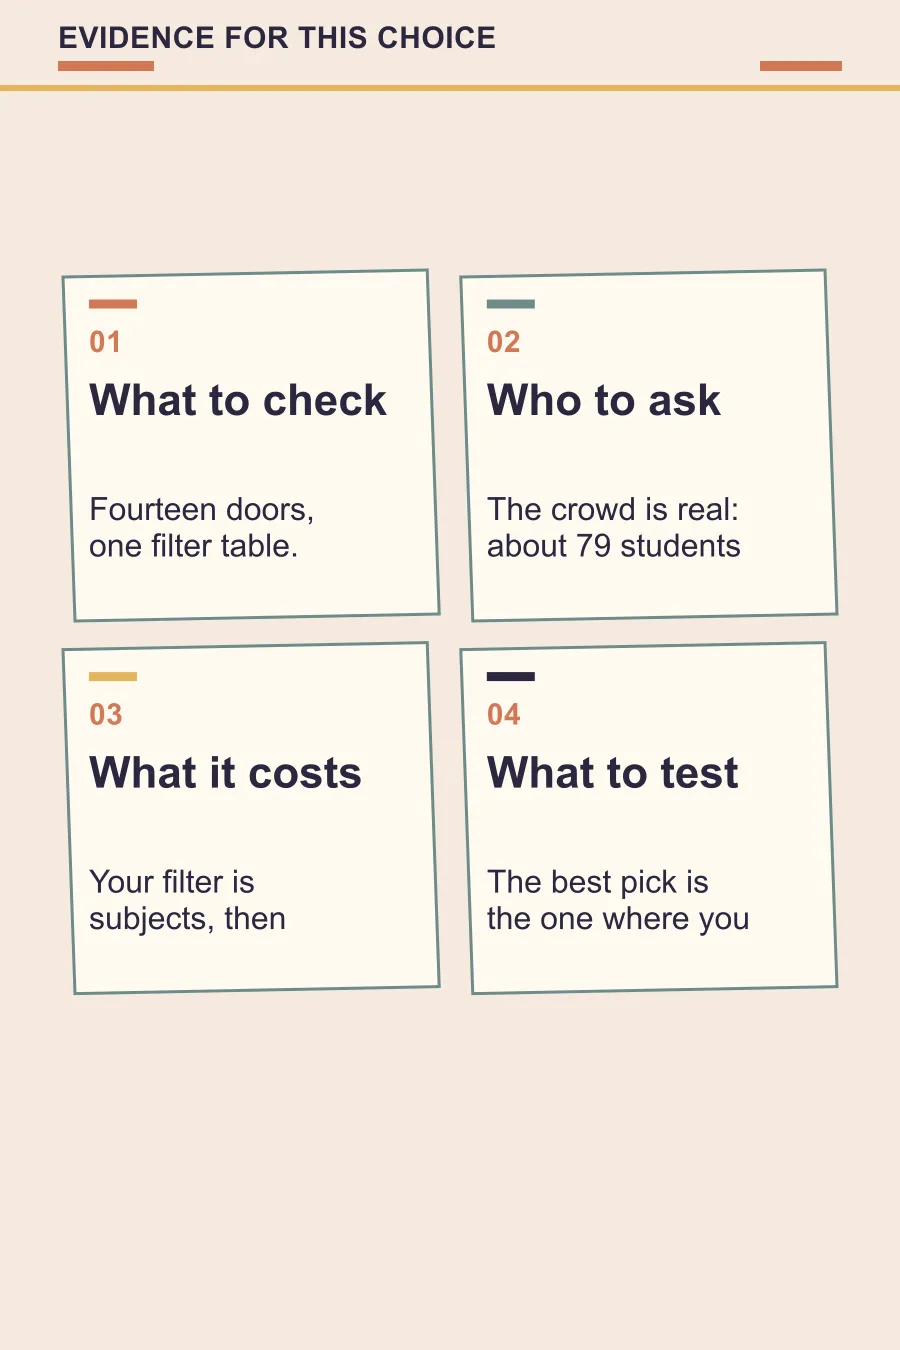 EVIDENCE FOR THIS CHOICE
01
What to check
Fourteen doors,
one filter table.
02
Who to ask
The crowd is real:
about 79 students
03
What it costs
Your filter is
subjects, then
04
What to test
The best pick is
the one where you